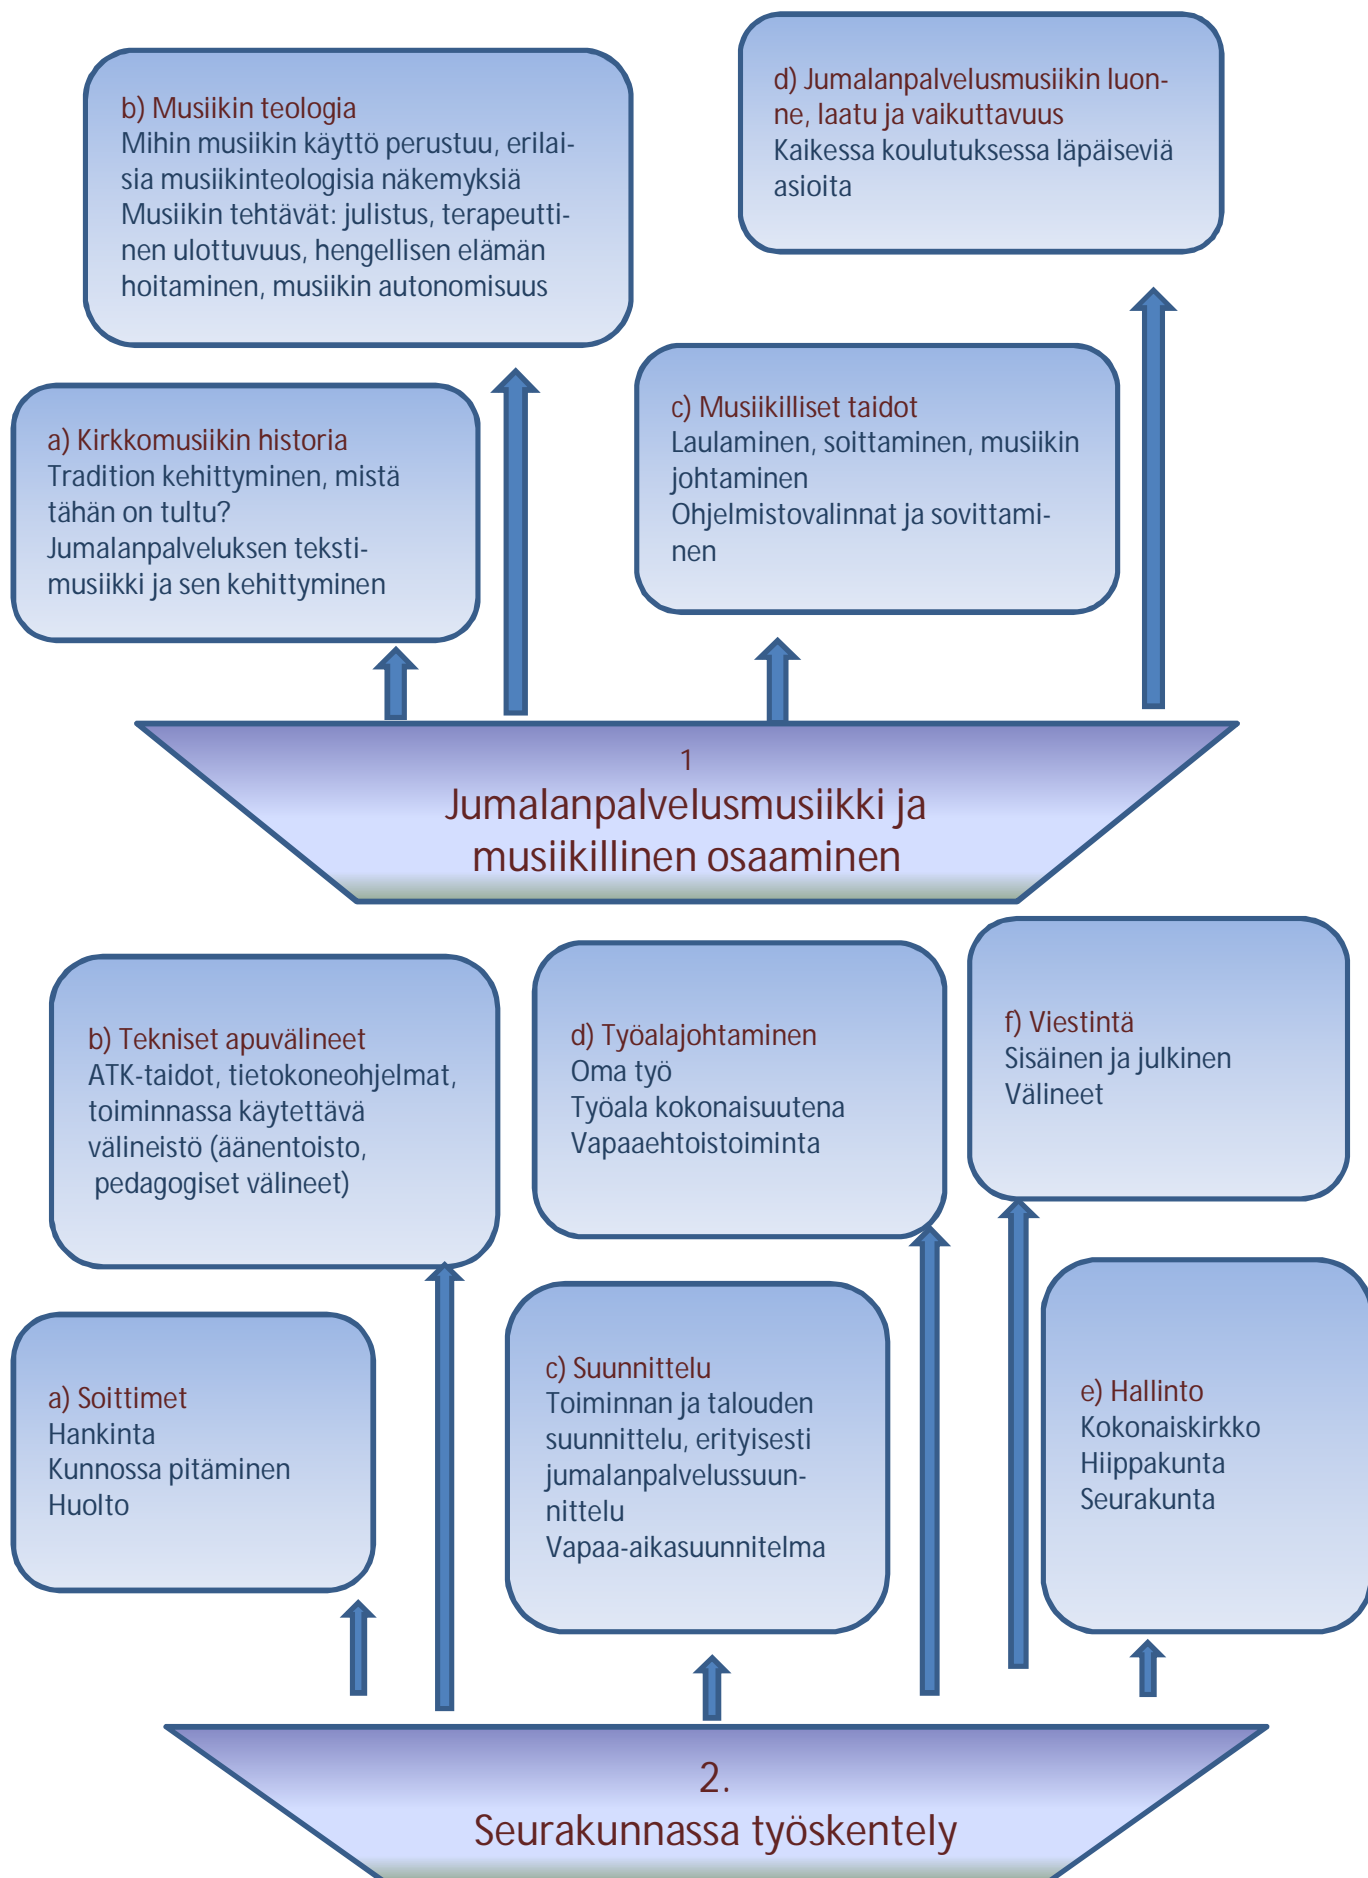 b) Musiikin teologia
Mihin musiikin käyttö perustuu, erilai-
sia musiikinteologisia näkemyksiä
Musiikin tehtävät: julistus, terapeutti-
nen ulottuvuus, hengellisen elämän
hoitaminen, musiikin autonomisuus
d) Jumalanpalvelusmusiikin luon-
ne, laatu ja vaikuttavuus
Kaikessa koulutuksessa läpäiseviä
asioita
a) Kirkkomusiikin historia
Tradition kehittyminen, mistä
tähän on tultu?
Jumalanpalveluksen teksti-
musiikki ja sen kehittyminen
c) Musiikilliset taidot
Laulaminen, soittaminen, musiikin
johtaminen
Ohjelmistovalinnat ja sovittami-
nen
1
Jumalanpalvelusmusiikki ja
musiikillinen osaaminen
b) Tekniset apuvälineet
ATK-taidot, tietokoneohjelmat,
toiminnassa käytettävä
välineistö (äänentoisto,
pedagogiset välineet)
d) Työalajohtaminen
Oma työ
Työala kokonaisuutena
Vapaaehtoistoiminta
f) Viestintä
Sisäinen ja julkinen
Välineet
a) Soittimet
Hankinta
Kunnossa pitäminen
Huolto
c) Suunnittelu
Toiminnan ja talouden
suunnittelu, erityisesti
jumalanpalvelussuun-
nittelu
Vapaa-aikasuunnitelma
e) Hallinto
Kokonaiskirkko
Hiippakunta
Seurakunta
2.
Seurakunnassa työskentely